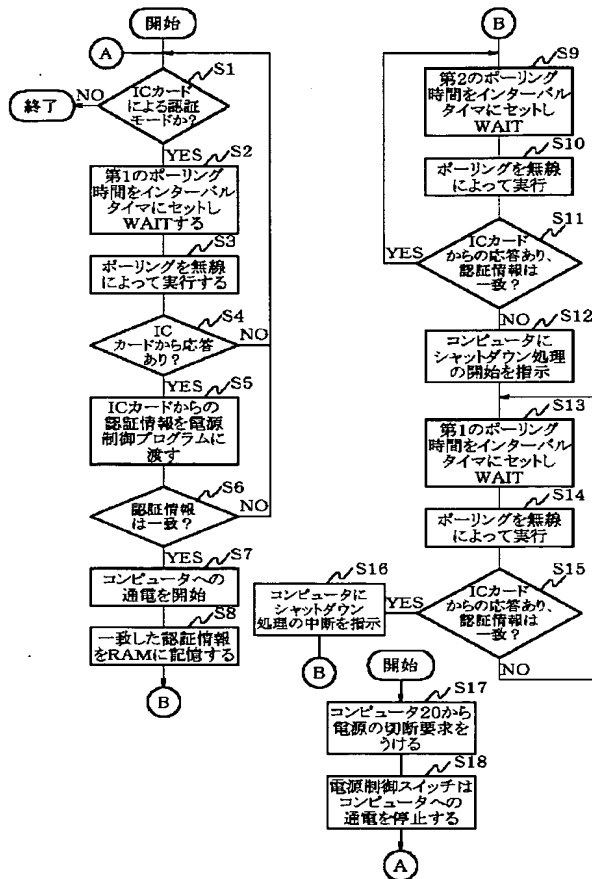 開始
A
S1
ICカード
による認証
モードか?
NO
終了
YES
S2
第1のポーリング
時間をインターバル
タイマにセットし
WAITする
S3
ポーリングを無線
によって実行する
S4
IC
カードから応答
あり?
NO
YES
S5
ICカードからの
認証情報を電源
制御プログラムに
渡す
S6
認証情報
は一致?
NO
YES
S7
コンピュータへの
通電を開始
S8
一致した認証情報
をRAMに記憶する
B
B
S9
第2のポーリング
時間をインターバル
タイマにセットし
WAIT
S10
ポーリングを無線
によって実行
S11
ICカード
からの応答あり、
認証情報は
一致?
YES
NO
S12
コンピュータに
シャットダウン処理
の開始を指示
S13
第1のポーリング
時間をインターバル
タイマにセットし
WAIT
S14
ポーリングを無線
によって実行
S15
ICカード
からの応答あり、
認証情報は
一致?
YES
NO
S16
コンピュータに
シャットダウン
処理の中断を指示
B
開始
S17
コンピュータ20から
電源の切断要求を
うける
S18
電源制御スイッチは
コンピュータへの
通電を停止する
A